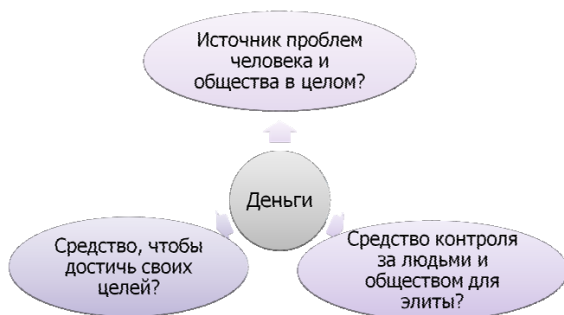 Источник проблем
человека и
общества в целом?
Деньги
Средство, чтобы
достичь своих
целей?
Средство контроля
за людьми и
обществом для
элиты?